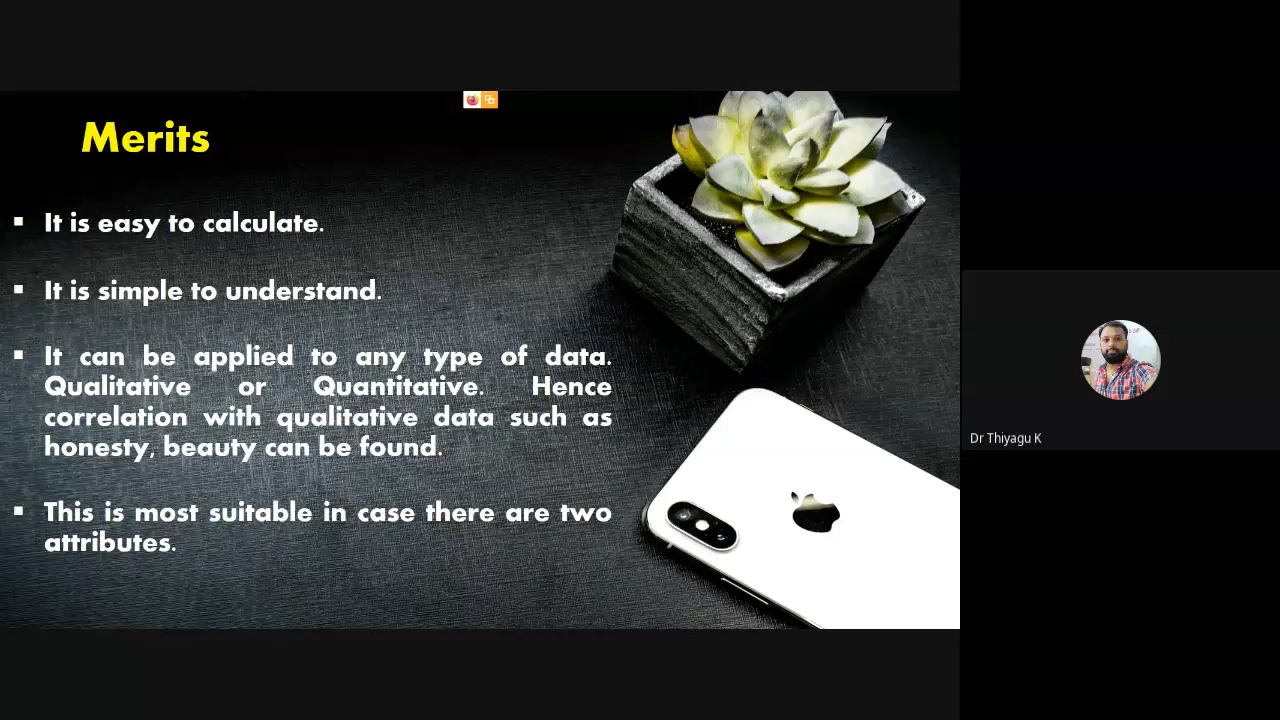 Merits
▪ It is easy to calculate.
▪ It is simple to understand.
▪ It can be applied to any type of data.
Qualitative or Quantitative. Hence
correlation with qualitative data such as
honesty, beauty can be found.
▪ This is most suitable in case there are two
attributes.
Dr Thiyagu K